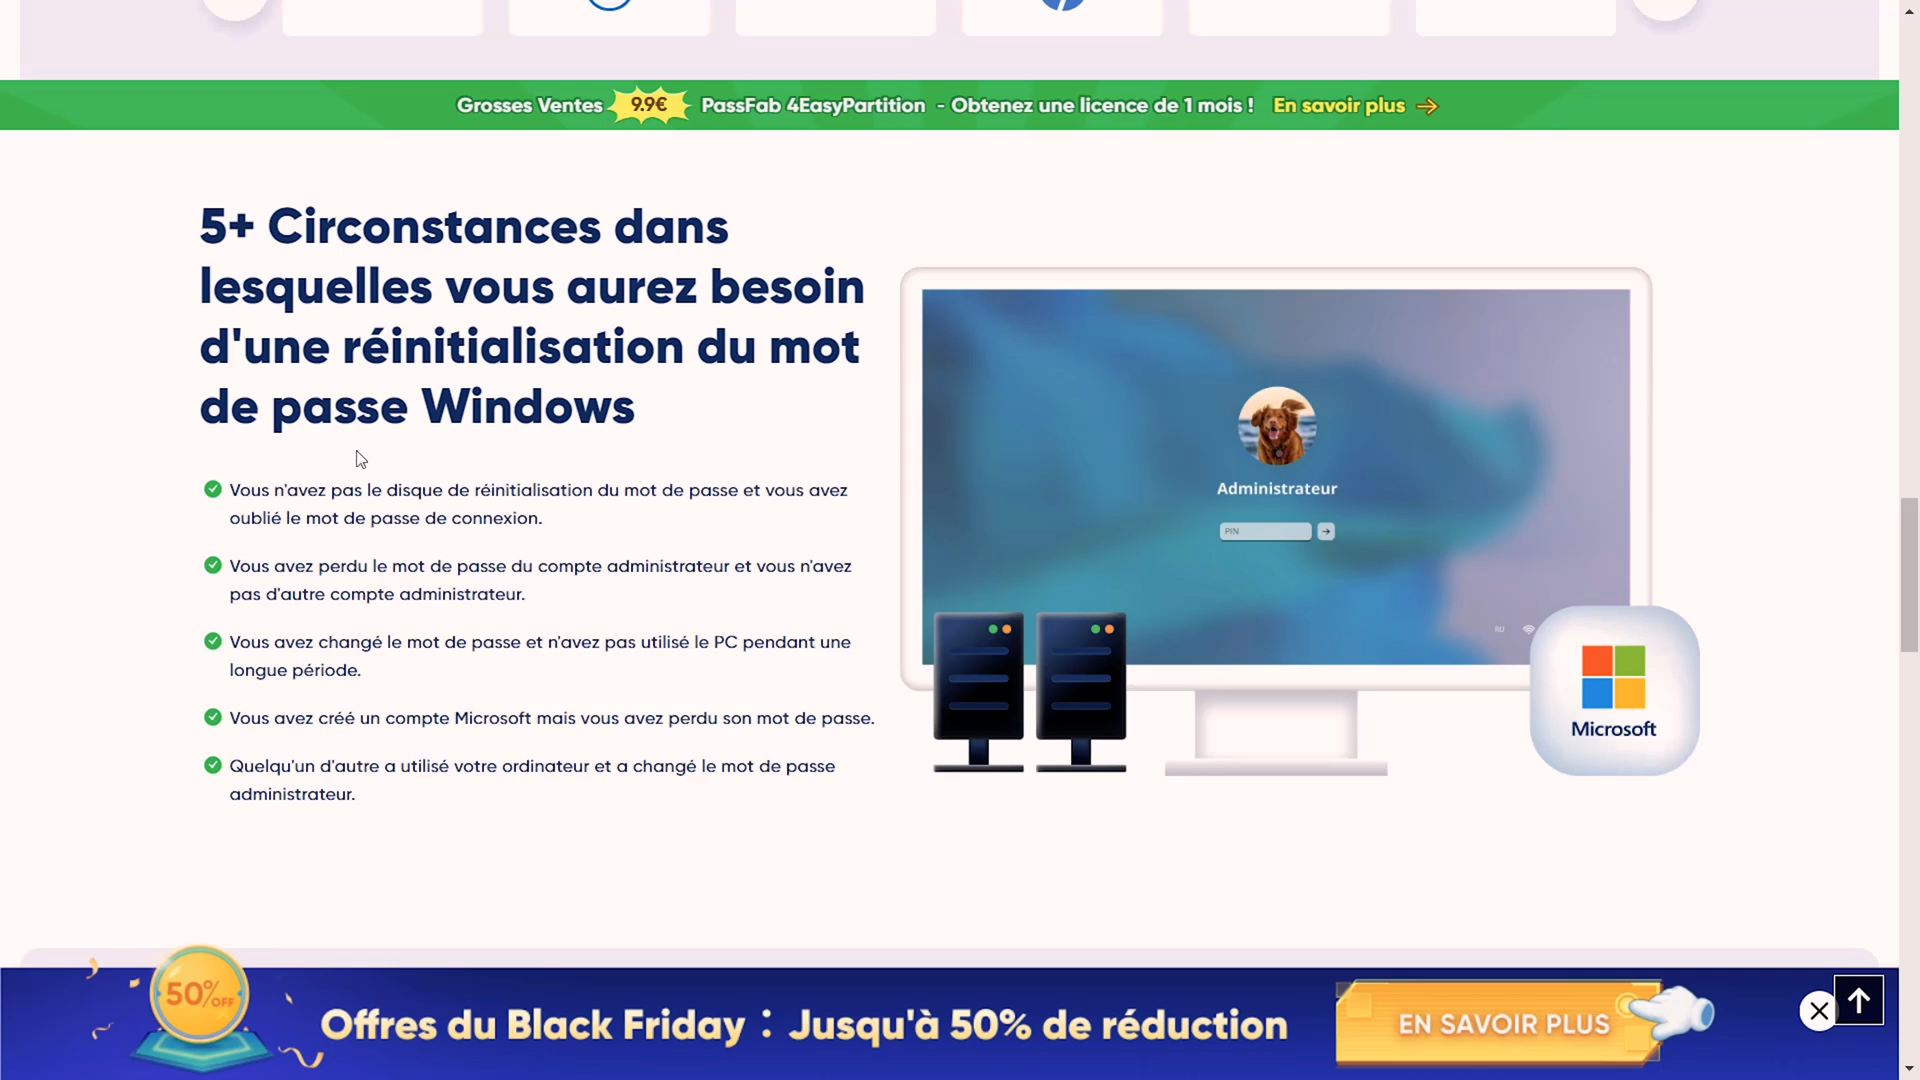 Grosses Ventes 9.9€ PassFab 4EasyPartition - Obtenez une licence de 1 mois ! En savoir plus
5+ Circonstances dans
lesquelles vous aurez besoin
d'une réinitialisation du mot
de passe Windows
Vous n'avez pas le disque de réinitialisation du mot de passe et vous avez
oublié le mot de passe de connexion.
Vous avez perdu le mot de passe du compte administrateur et vous n'avez
pas d'autre compte administrateur.
Vous avez changé le mot de passe et n'avez pas utilisé le PC pendant une
longue période.
Vous avez créé un compte Microsoft mais vous avez perdu son mot de passe.
Quelqu'un d'autre a utilisé votre ordinateur et a changé le mot de passe
administrateur.
Administrateur
PIN
RU
Microsoft
50% OFF
Offres du Black Friday : Jusqu'à 50% de réduction
EN SAVOIR PLUS